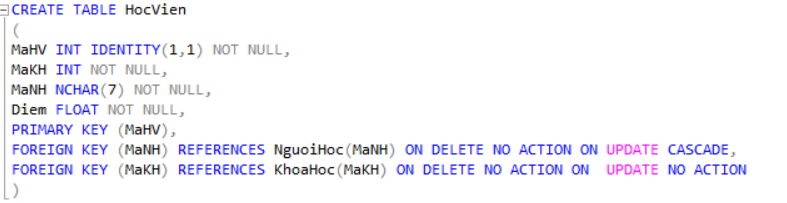 CREATE TABLE HocVien
(
MaHV INT IDENTITY(1,1) NOT NULL,
MaKH INT NOT NULL,
MaNH NCHAR(7) NOT NULL,
Diem FLOAT NOT NULL,
PRIMARY KEY (MaHV),
FOREIGN KEY (MaNH) REFERENCES NguoiHoc(MaNH) ON DELETE NO ACTION ON UPDATE CASCADE,
FOREIGN KEY (MaKH) REFERENCES KhoaHoc(MaKH) ON DELETE NO ACTION ON  UPDATE NO ACTION
)